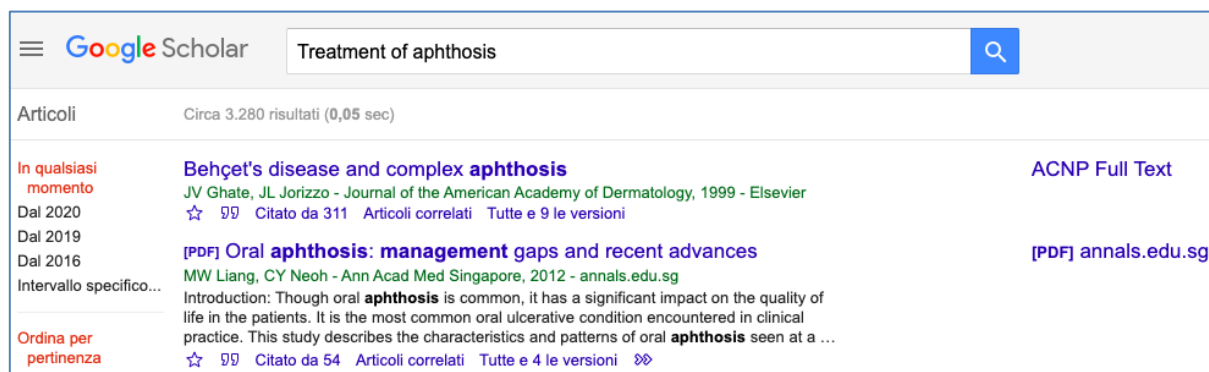 Google Scholar
Treatment of aphthosis
Articoli
Circa 3.280 risultati (0,05 sec)
In qualsiasi
momento
Dal 2020
Dal 2019
Dal 2016
Intervallo specifico...
Ordina per
pertinenza
Behçet's disease and complex aphthosis
JV Ghate, JL Jorizzo - Journal of the American Academy of Dermatology, 1999 - Elsevier
Citato da 311 Articoli correlati Tutte e 9 le versioni
ACNP Full Text
[PDF] Oral aphthosis: management gaps and recent advances
MW Liang, CY Neoh - Ann Acad Med Singapore, 2012 - annals.edu.sg
Introduction: Though oral aphthosis is common, it has a significant impact on the quality of
life in the patients. It is the most common oral ulcerative condition encountered in clinical
practice. This study describes the characteristics and patterns of oral aphthosis seen at a …
Citato da 54 Articoli correlati Tutte e 4 le versioni
[PDF] annals.edu.sg